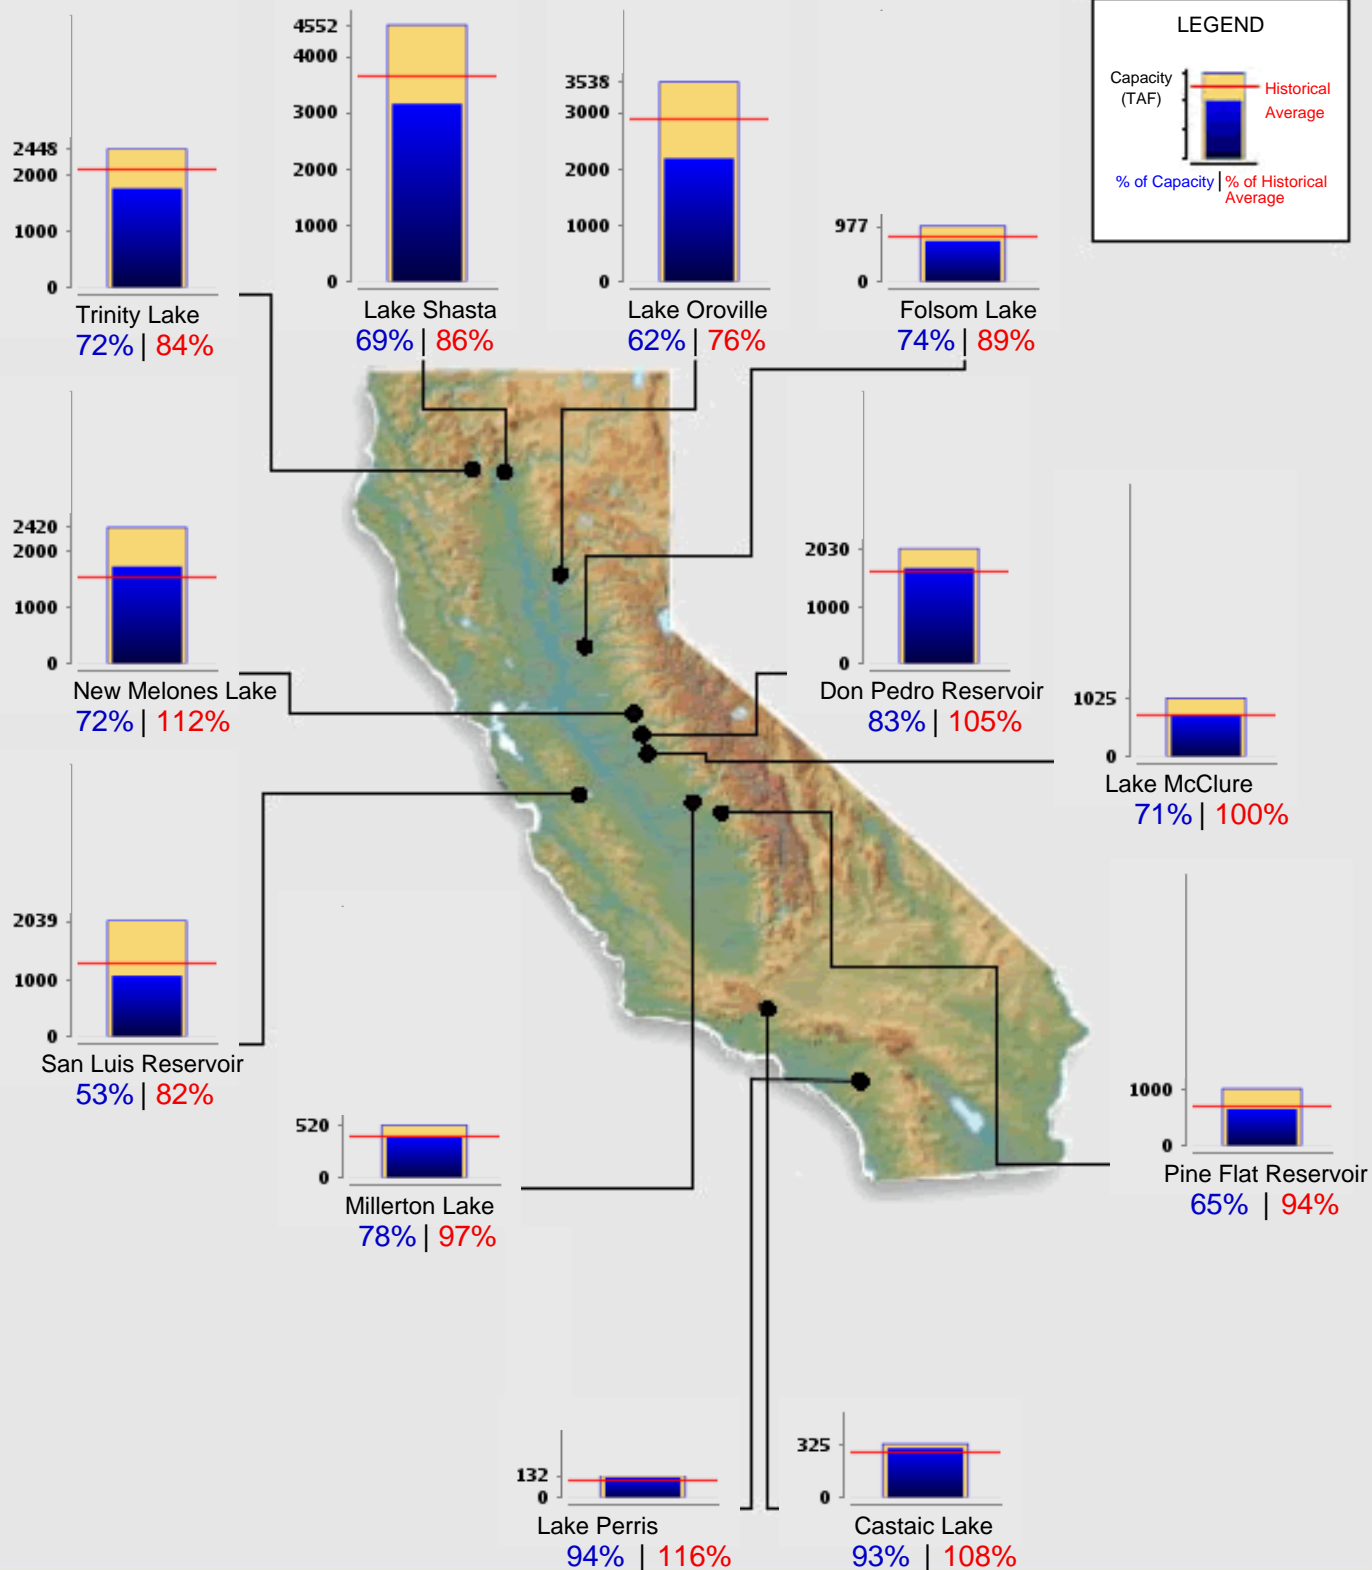 4552
4000
3000
2000
1000
0
Lake Shasta
69% | 86%
3538
3000
2000
1000
0
Lake Oroville
62% | 76%
LEGEND
Capacity
(TAF)
Historical
Average
% of Capacity | % of Historical
Average
2448
2000
1000
0
Trinity Lake
72% | 84%
977
0
Folsom Lake
74% | 89%
2420
2000
1000
0
New Melones Lake
72% | 112%
2030
1000
0
Don Pedro Reservoir
83% | 105%
1025
0
Lake McClure
71% | 100%
2039
1000
0
San Luis Reservoir
53% | 82%
520
0
Millerton Lake
78% | 97%
1000
0
Pine Flat Reservoir
65% | 94%
132
0
Lake Perris
94% | 116%
325
0
Castaic Lake
93% | 108%